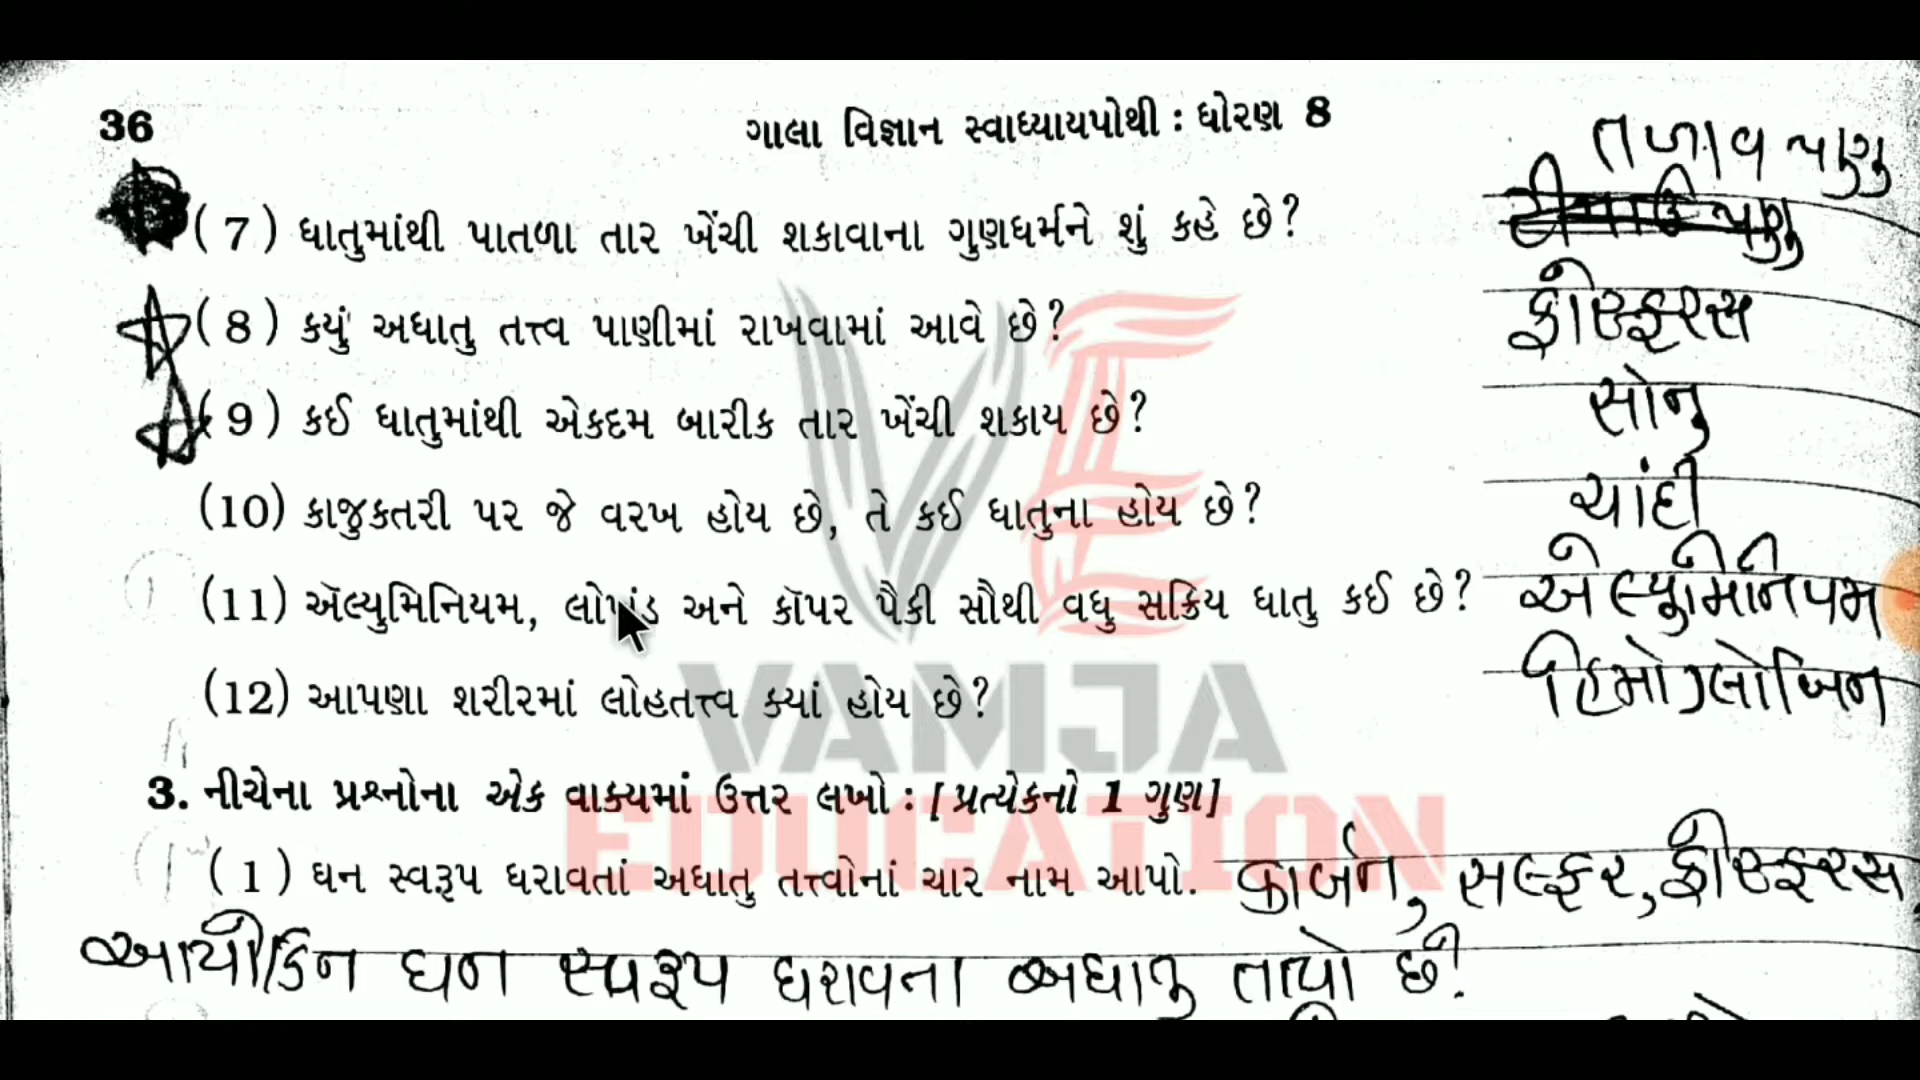 36 ગાલા વિજ્ઞાન સ્વાધ્યાયપોથી : ધોરણ 8
તણાવ પણુ
(7) ધાતુમાંથી પાતળા તાર ખેંચી શકાવાના ગુણધર્મને શું કહે છે?
(8) કયું અધાતુ તત્ત્વ પાણીમાં રાખવામાં આવે છે? ફોસ્ફરસ
(9) કઈ ધાતુમાંથી એકદમ બારીક તાર ખેંચી શકાય છે? સોનુ
(10) કાજુકતરી પર જે વરખ હોય છે, તે કઈ ધાતુના હોય છે? ચાંદી
(11) ઍલ્યુમિનિયમ, લોખંડ અને કૉપર પૈકી સૌથી વધુ સક્રિય ધાતુ કઈ છે? એલ્યુમિનિયમ
(12) આપણા શરીરમાં લોહતત્ત્વ ક્યાં હોય છે? હિમોગ્લોબિન
VAMJA
3. નીચેના પ્રશ્નોના એક વાક્યમાં ઉત્તર લખો : [પ્રત્યેકનો 1 ગુણ]
EDUCATION
(1) ઘન સ્વરૂપ ધરાવતાં અધાતુ તત્ત્વોનાં ચાર નામ આપો. કાર્બન, સલ્ફર, ફોસ્ફરસ
આયોડિન ઘન સ્વરૂપ ધરાવતા અધાતુ તત્વો છે.